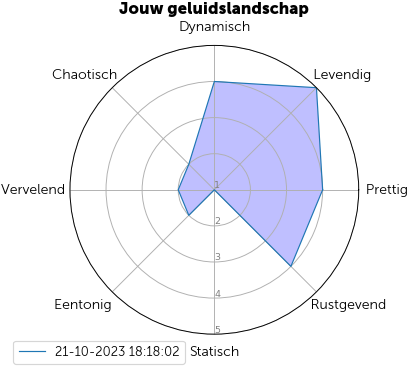 Jouw geluidslandschap
Dynamisch
Chaotisch
Levendig
Vervelend
1
Prettig
2
3
4
Eentonig
Rustgevend
5
21-10-2023 18:18:02
Statisch